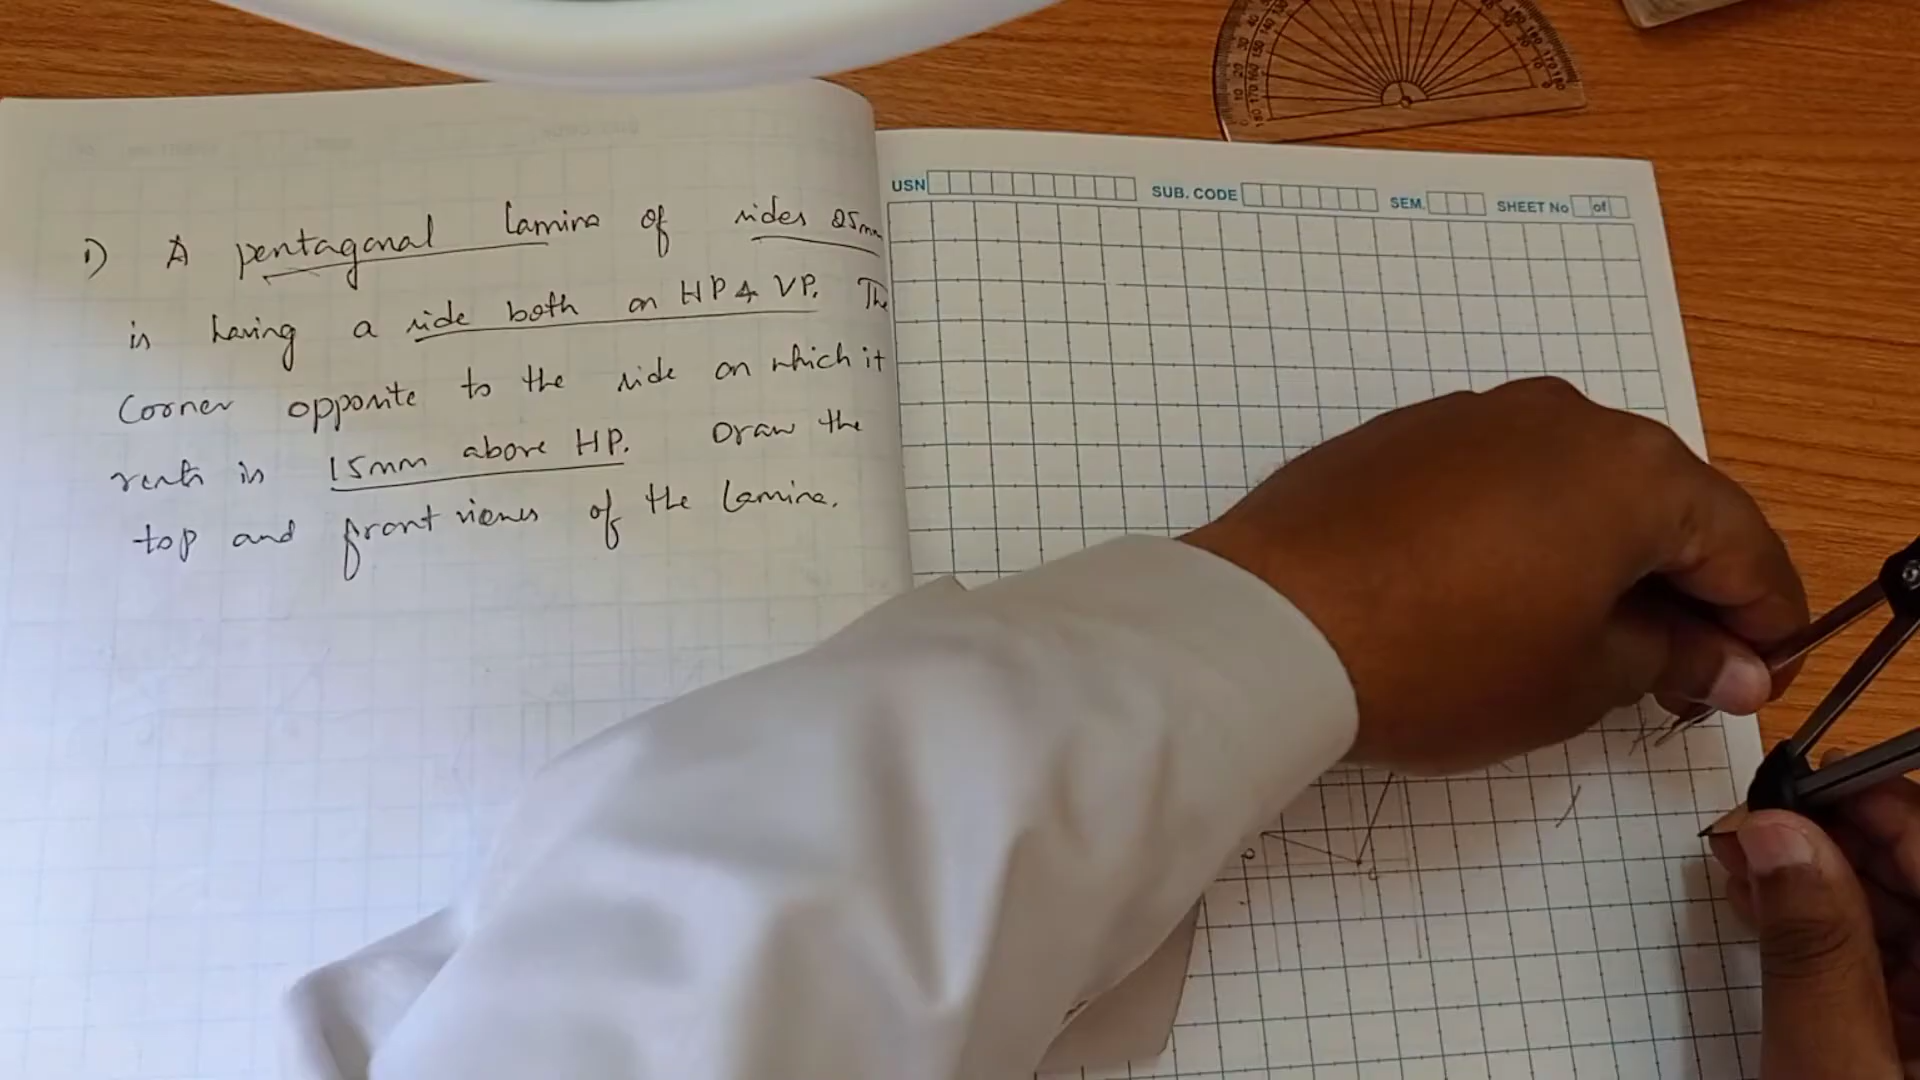 1) A pentagonal lamina of sides 25mm
is having a side both on HP & VP. The
Corner opposite to the side on which it
rests is 15mm above HP. Draw the
top and front views of the lamina.
USN SUB. CODE SEM. SHEET No of